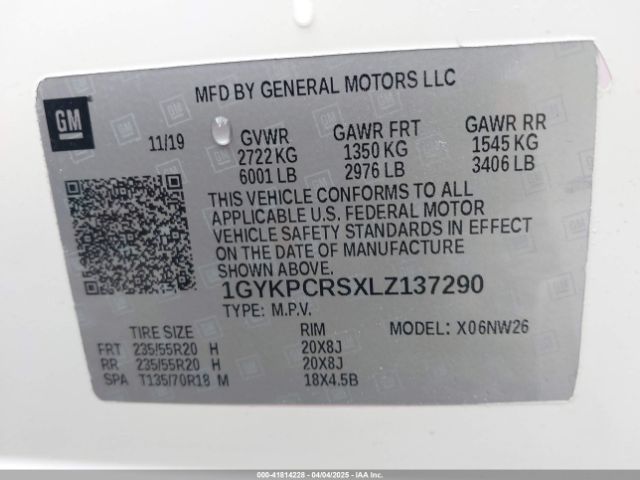 MFD BY GENERAL MOTORS LLC
GM
11/19
GVWR GAWR FRT GAWR RR
2722 KG 1350 KG 1545 KG
6001 LB 2976 LB 3406 LB
THIS VEHICLE CONFORMS TO ALL
APPLICABLE U.S. FEDERAL MOTOR
VEHICLE SAFETY STANDARDS IN EFFECT
ON THE DATE OF MANUFACTURE
SHOWN ABOVE.
1GYKPCRSXLZ137290
TYPE: M.P.V.
MODEL: X06NW26
TIRE SIZE RIM
FRT 235/55R20 H 20X8J
RR 235/55R20 H 20X8J
SPA T135/70R18 M 18X4.5B
000-41814228 - 04/04/2025 - IAA Inc.